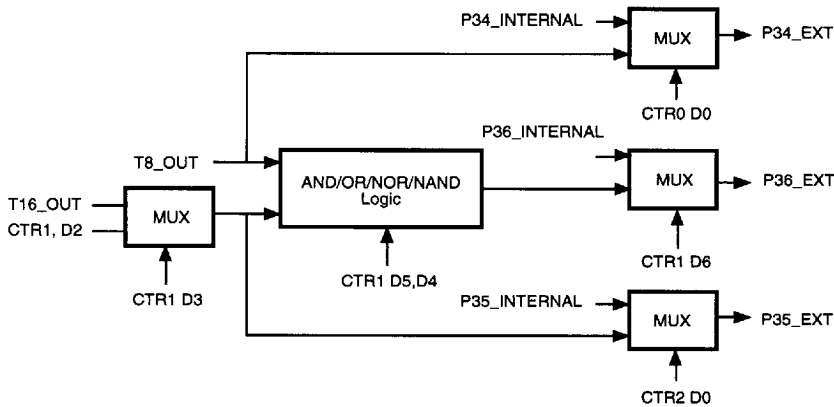 P34_INTERNAL
MUX
P34_EXT
CTR0 D0
P36_INTERNAL
T8_OUT
AND/OR/NOR/NAND
Logic
MUX
P36_EXT
T16_OUT
CTR1, D2
MUX
CTR1 D3
CTR1 D5,D4
CTR1 D6
P35_INTERNAL
MUX
P35_EXT
CTR2 D0